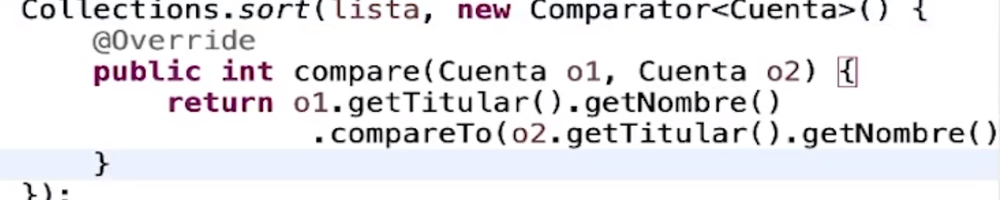 Collections.sort(lista, new Comparator<Cuenta>() {
@Override
public int compare(Cuenta o1, Cuenta o2) {
return o1.getTitular().getNombre()
.compareTo(o2.getTitular().getNombre()
}
});